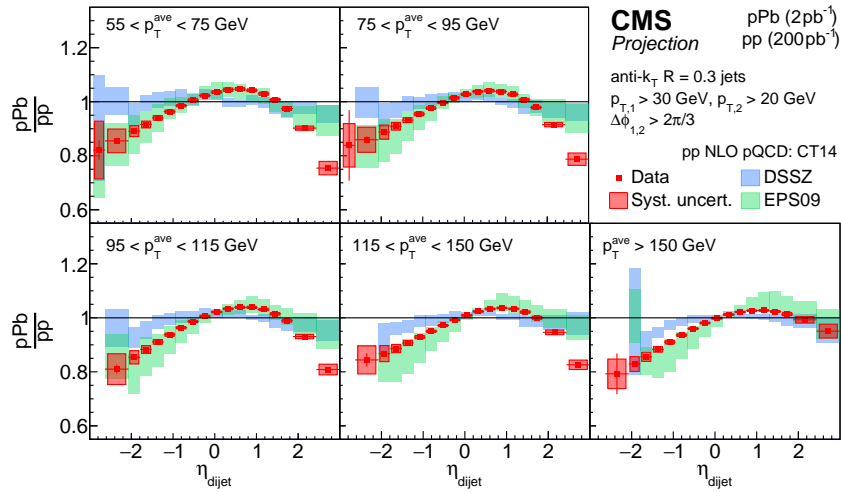 55 < p_T^ave < 75 GeV
75 < p_T^ave < 95 GeV
CMS
Projection
pPb (2pb⁻¹)
pp (200pb⁻¹)
anti-k_T R = 0.3 jets
p_T,1 > 30 GeV, p_T,2 > 20 GeV
Δϕ_1,2 > 2π/3
pp NLO pQCD: CT14
Data
DSSZ
Syst. uncert.
EPS09
pPb
pp
1.2
1
0.8
0.6
95 < p_T^ave < 115 GeV
115 < p_T^ave < 150 GeV
p_T^ave > 150 GeV
pPb
pp
1.2
1
0.8
0.6
−2 −1 0 1 2
−2 −1 0 1 2
−2 −1 0 1 2 3
η_dijet
η_dijet
η_dijet